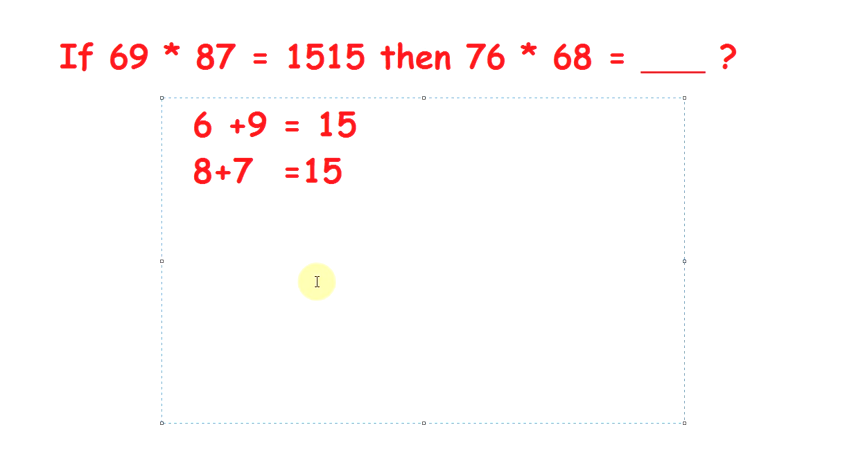 If 69 * 87 = 1515 then 76 * 68 = ____ ?
6 +9 = 15
8+7 =15